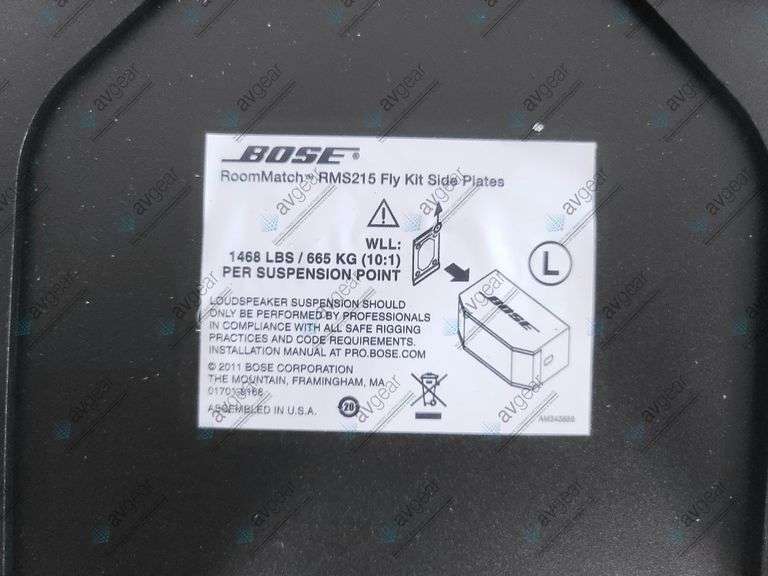 BOSE®
RoomMatch™ RMS215 Fly Kit Side Plates
WLL:
1468 LBS / 665 KG (10:1)
PER SUSPENSION POINT
L
BOSE
LOUDSPEAKER SUSPENSION SHOULD
ONLY BE PERFORMED BY PROFESSIONALS
IN COMPLIANCE WITH ALL SAFE RIGGING
PRACTICES AND CODE REQUIREMENTS.
INSTALLATION MANUAL AT PRO.BOSE.COM
© 2011 BOSE CORPORATION
THE MOUNTAIN, FRAMINGHAM, MA
ASSEMBLED IN U.S.A.
20
avgear